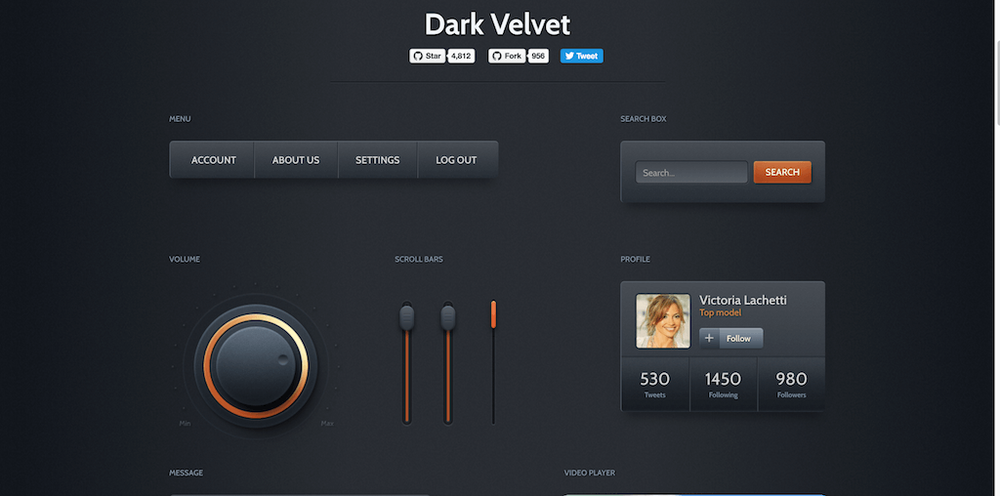 Dark Velvet
Star 4,812 Fork 956 Tweet
MENU
ACCOUNT ABOUT US SETTINGS LOG OUT
SEARCH BOX
Search... SEARCH
VOLUME
Min Max
SCROLL BARS
PROFILE
Victoria Lachetti
Top model
+ Follow
530 1450 980
Tweets Following Followers
MESSAGE
VIDEO PLAYER